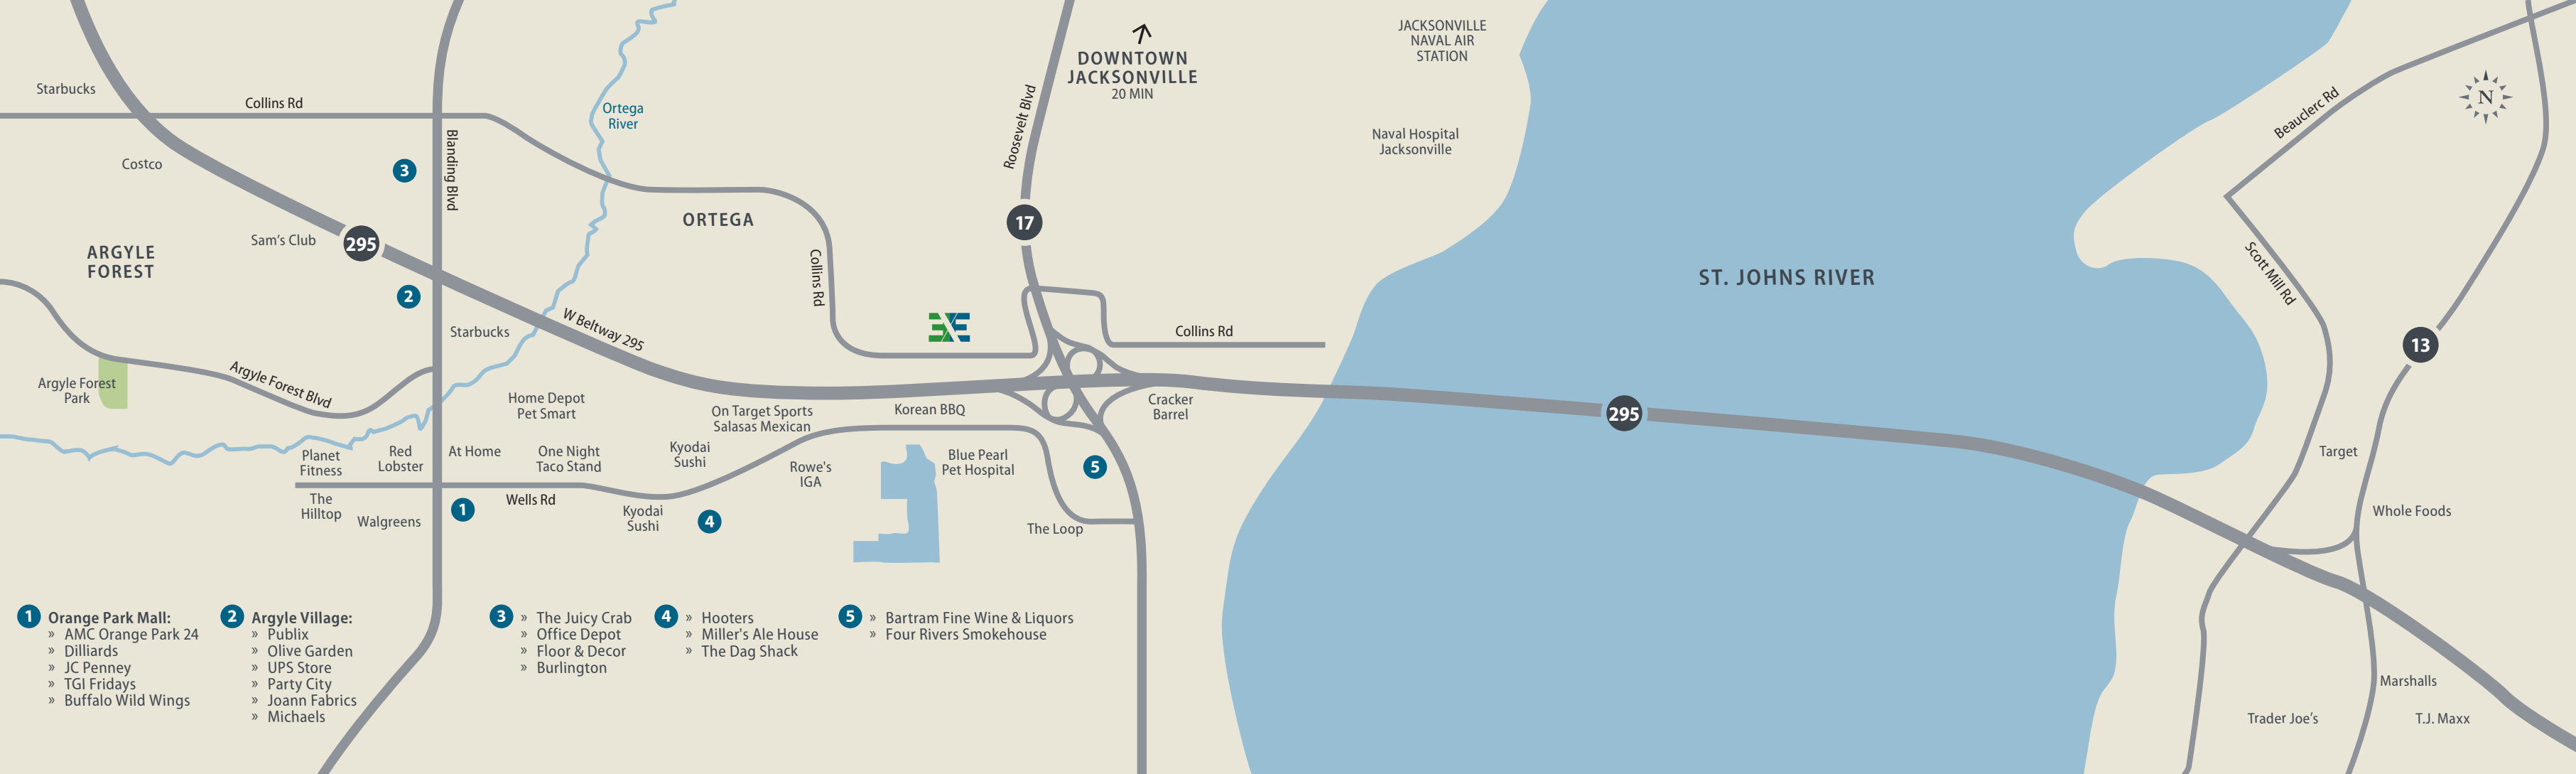 JACKSONVILLE
NAVAL AIR
STATION
DOWNTOWN
JACKSONVILLE
20 MIN
Starbucks
Collins Rd
Ortega
River
Roosevelt Blvd
Beauclerc Rd
N
Naval Hospital
Jacksonville
Costco
3
Blanding Blvd
ORTEGA
17
Sam's Club
295
ARGYLE
FOREST
Collins Rd
ST. JOHNS RIVER
Scott Mill Rd
2
Starbucks
W Beltway 295
Collins Rd
13
Argyle Forest
Park
Argyle Forest Blvd
Home Depot
Pet Smart
On Target Sports
Salasas Mexican
Korean BBQ
Cracker
Barrel
295
Planet
Fitness
Red
Lobster
At Home
One Night
Taco Stand
Kyodai
Sushi
Rowe's
IGA
Blue Pearl
Pet Hospital
5
Target
The
Hilltop
Walgreens
1
Wells Rd
Kyodai
Sushi
4
The Loop
Whole Foods
Marshalls
Trader Joe's
T.J. Maxx
1 Orange Park Mall:
» AMC Orange Park 24
» Dilliards
» JC Penney
» TGI Fridays
» Buffalo Wild Wings
2 Argyle Village:
» Publix
» Olive Garden
» UPS Store
» Party City
» Joann Fabrics
» Michaels
3 » The Juicy Crab
» Office Depot
» Floor & Decor
» Burlington
4 » Hooters
» Miller's Ale House
» The Dag Shack
5 » Bartram Fine Wine & Liquors
» Four Rivers Smokehouse